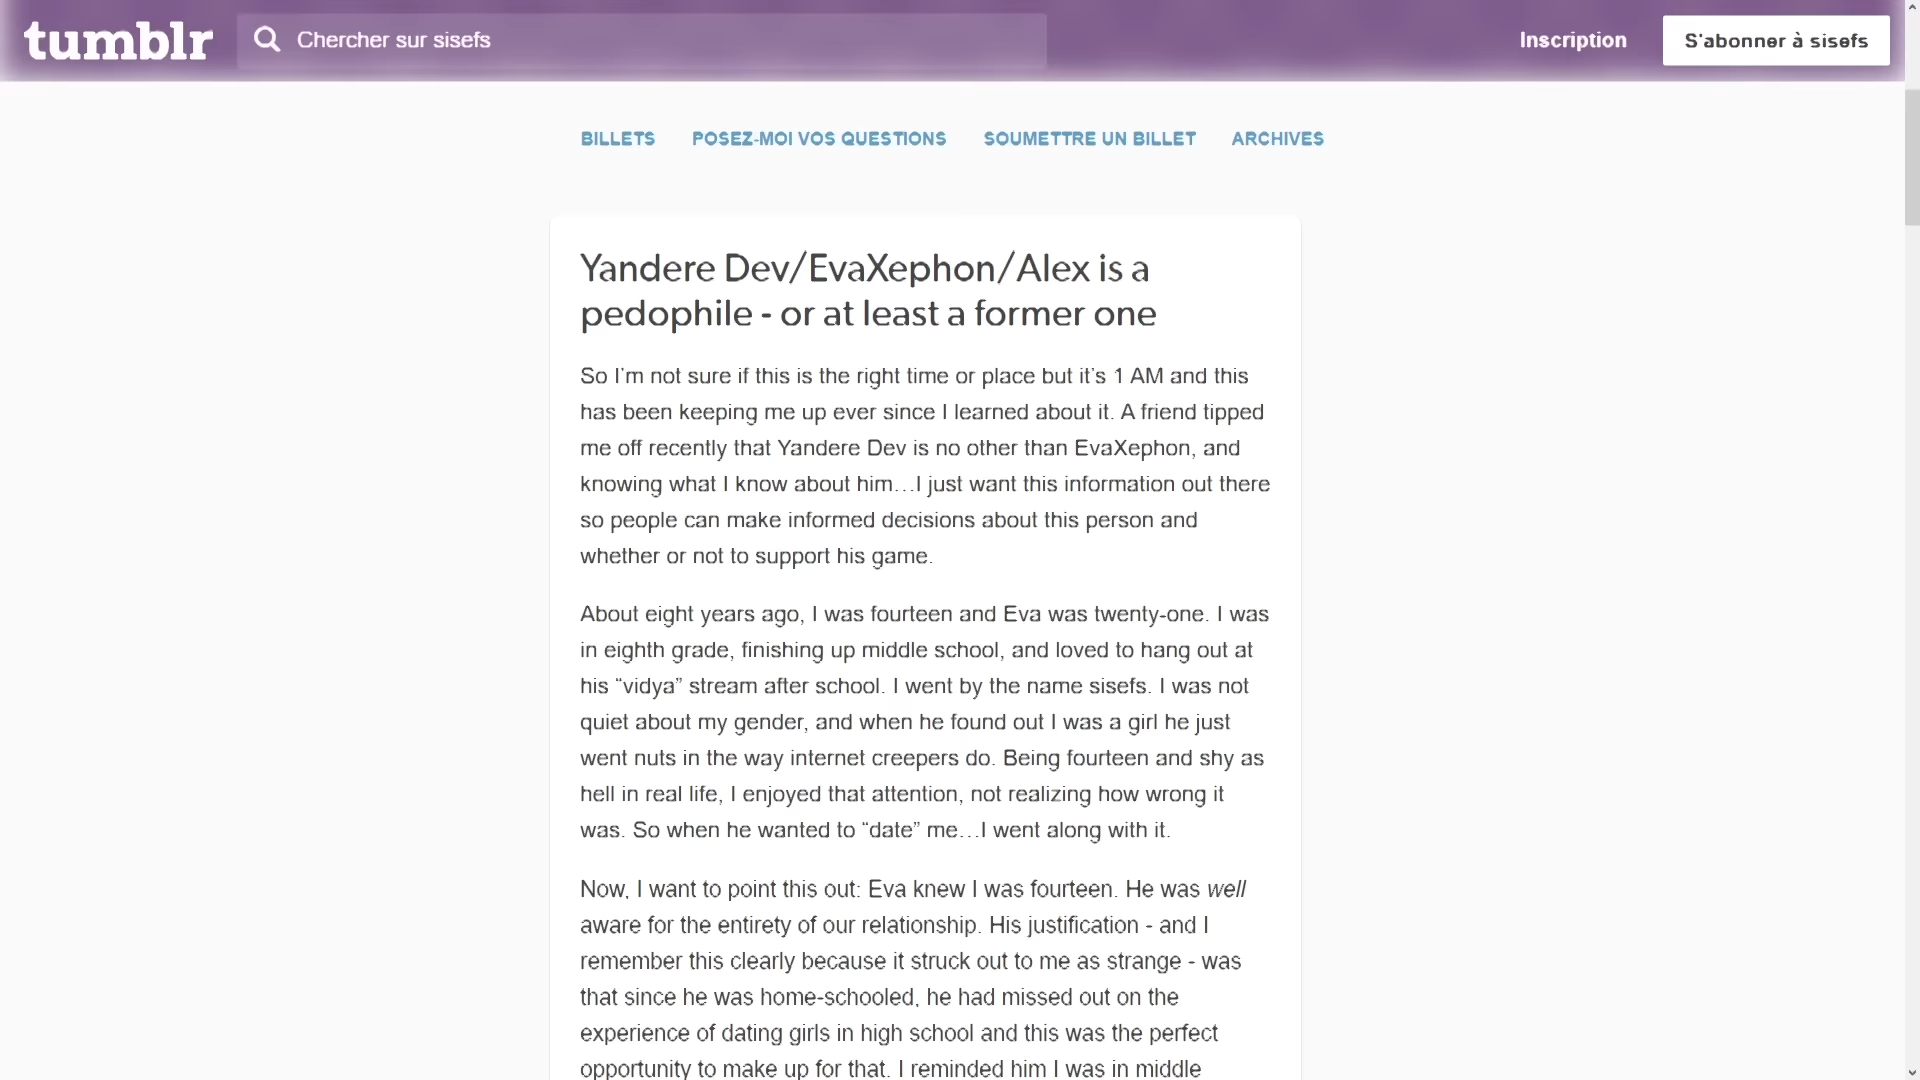 tumblr
Chercher sur sisefs
Inscription
S'abonner à sisefs
BILLETS
POSEZ-MOI VOS QUESTIONS
SOUMETTRE UN BILLET
ARCHIVES
Yandere Dev/EvaXephon/Alex is a
pedophile - or at least a former one
So I'm not sure if this is the right time or place but it's 1 AM and this
has been keeping me up ever since I learned about it. A friend tipped
me off recently that Yandere Dev is no other than EvaXephon, and
knowing what I know about him…I just want this information out there
so people can make informed decisions about this person and
whether or not to support his game.
About eight years ago, I was fourteen and Eva was twenty-one. I was
in eighth grade, finishing up middle school, and loved to hang out at
his “vidya” stream after school. I went by the name sisefs. I was not
quiet about my gender, and when he found out I was a girl he just
went nuts in the way internet creepers do. Being fourteen and shy as
hell in real life, I enjoyed that attention, not realizing how wrong it
was. So when he wanted to “date” me…I went along with it.
Now, I want to point this out: Eva knew I was fourteen. He was well
aware for the entirety of our relationship. His justification - and I
remember this clearly because it struck out to me as strange - was
that since he was home-schooled, he had missed out on the
experience of dating girls in high school and this was the perfect
opportunity to make up for that. I reminded him I was in middle